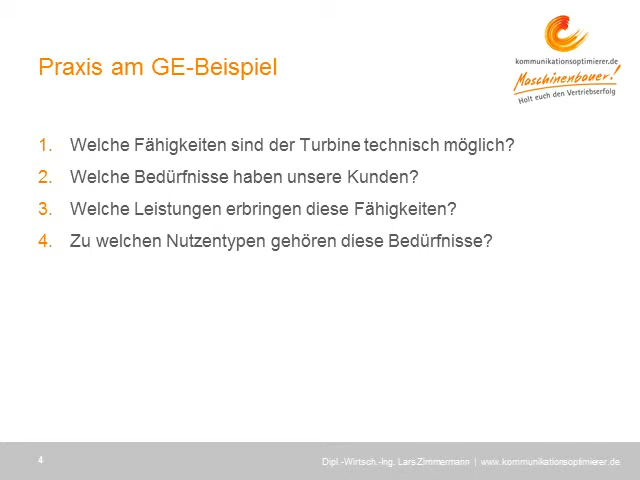 kommunikationsoptimierer.de
Maschinenbauer!
Holt euch den Vertriebserfolg
Praxis am GE-Beispiel
1. Welche Fähigkeiten sind der Turbine technisch möglich?
2. Welche Bedürfnisse haben unsere Kunden?
3. Welche Leistungen erbringen diese Fähigkeiten?
4. Zu welchen Nutzentypen gehören diese Bedürfnisse?
4
Dipl.-Wirtsch.-Ing. Lars Zimmermann | www.kommunikationsoptimierer.de